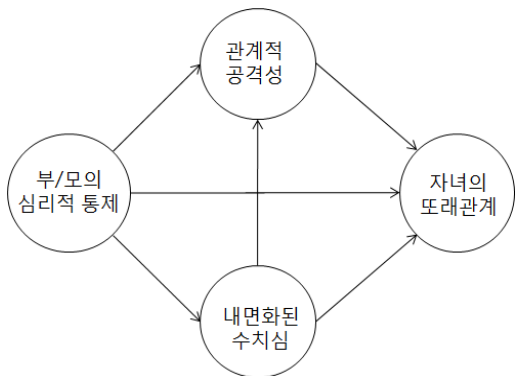 관계적
공격성
부/모의
심리적 통제
자녀의
또래관계
내면화된
수치심